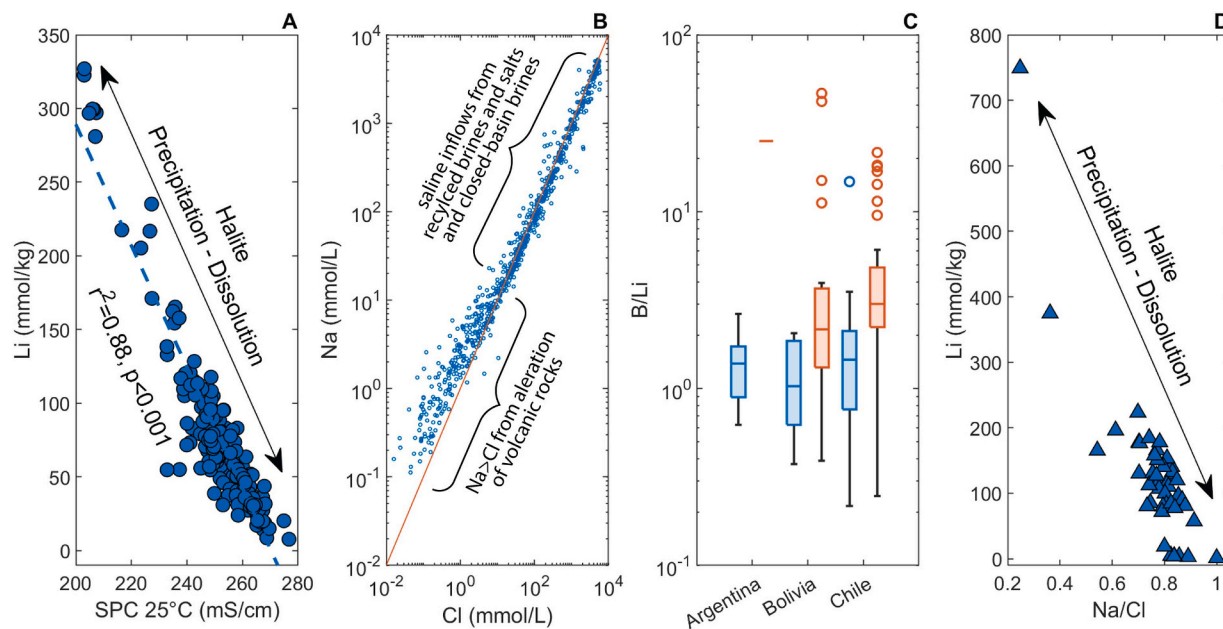 A
350
300
250
200
150
100
50
0
Li (mmol/kg)
200
220
240
260
280
SPC 25°C (mS/cm)
Halite
Precipitation - Dissolution
r²=0.88, p<0.001
B
10⁴
10³
10²
10¹
10⁰
10⁻¹
10⁻²
Na (mmol/L)
10⁻²
10⁰
10²
10⁴
Cl (mmol/L)
saline inflows from
recylced brines and salts
and closed-basin brines
Na>Cl from aleration
of volcanic rocks
C
10²
10¹
10⁰
10⁻¹
B/Li
Argentina
Bolivia
Chile
D
800
700
600
500
400
300
200
100
0
Li (mmol/kg)
0.2
0.4
0.6
0.8
1
Na/Cl
Halite
Precipitation - Dissolution